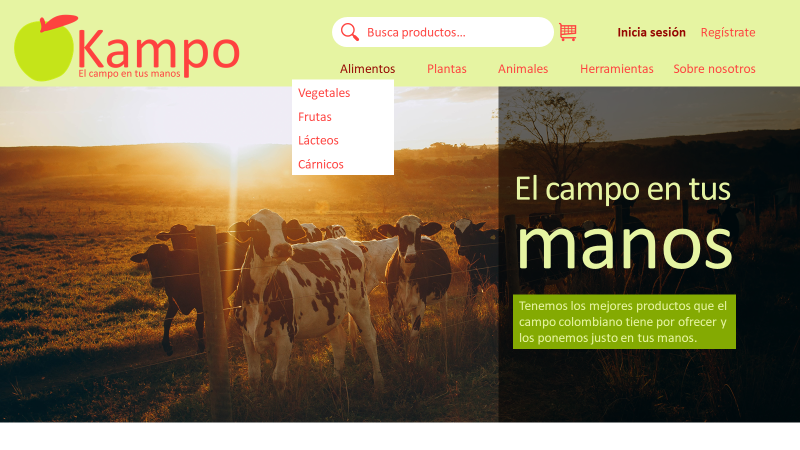 Kampo
El campo en tus manos
Busca productos...
Inicia sesión
Regístrate
Alimentos
Plantas
Animales
Herramientas
Sobre nosotros
Vegetales
Frutas
Lácteos
Cárnicos
El campo en tus
manos
Tenemos los mejores productos que el
campo colombiano tiene por ofrecer y
los ponemos justo en tus manos.